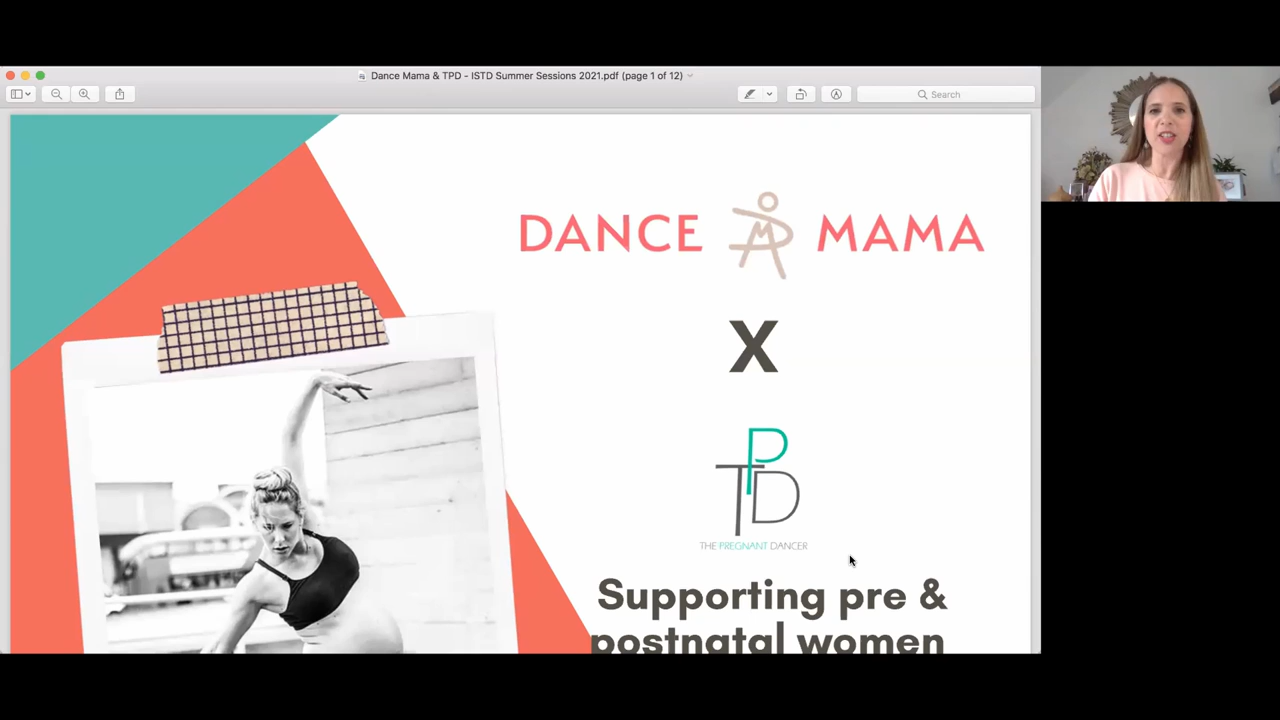 Dance Mama & TPD - ISTD Summer Sessions 2021.pdf (page 1 of 12)
Search
DANCE MAMA
X
TPD
THE PREGNANT DANCER
Supporting pre &
postnatal women